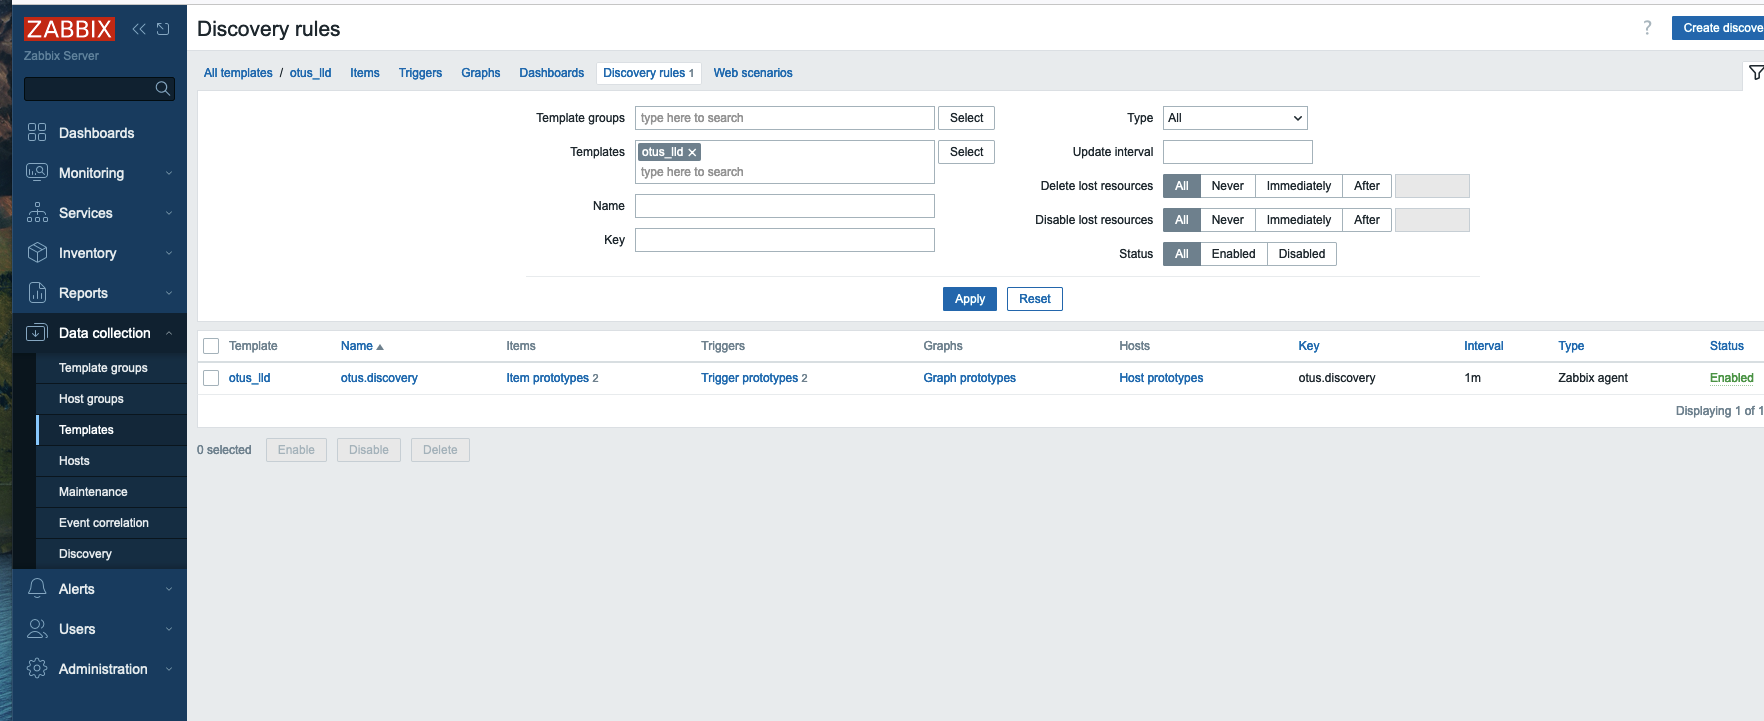 ZABBIX
Zabbix Server
Dashboards
Monitoring
Services
Inventory
Reports
Data collection
Template groups
Host groups
Templates
Hosts
Maintenance
Event correlation
Discovery
Alerts
Users
Administration
Discovery rules
? Create discove
All templates / otus_lld Items Triggers Graphs Dashboards Discovery rules 1 Web scenarios
Template groups type here to search Select
Templates otus_lld × Select
type here to search
Name
Key
Type All
Update interval
Delete lost resources All Never Immediately After
Disable lost resources All Never Immediately After
Status All Enabled Disabled
Apply Reset
Template Name Items Triggers Graphs Hosts Key Interval Type Status
otus_lld otus.discovery Item prototypes 2 Trigger prototypes 2 Graph prototypes Host prototypes otus.discovery 1m Zabbix agent Enabled
Displaying 1 of 1
0 selected Enable Disable Delete